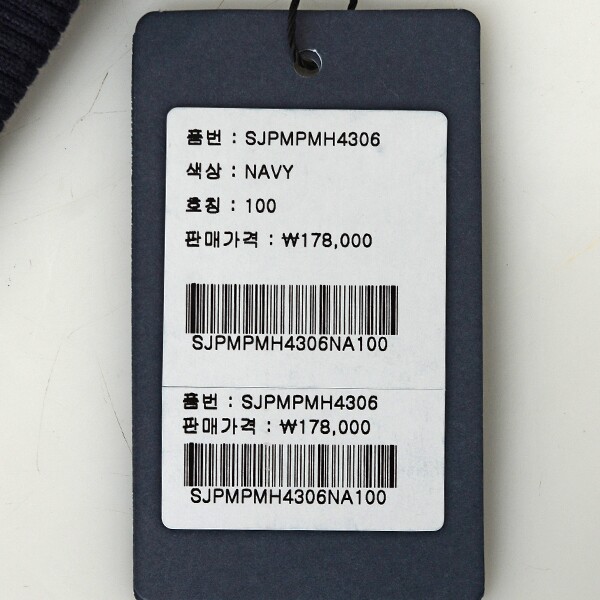 품번 : SJPMPMH4306
색상 : NAVY
호칭 : 100
판매가격 : ₩178,000
SJPMPMH4306NA100
품번 : SJPMPMH4306
판매가격 : ₩178,000
SJPMPMH4306NA100